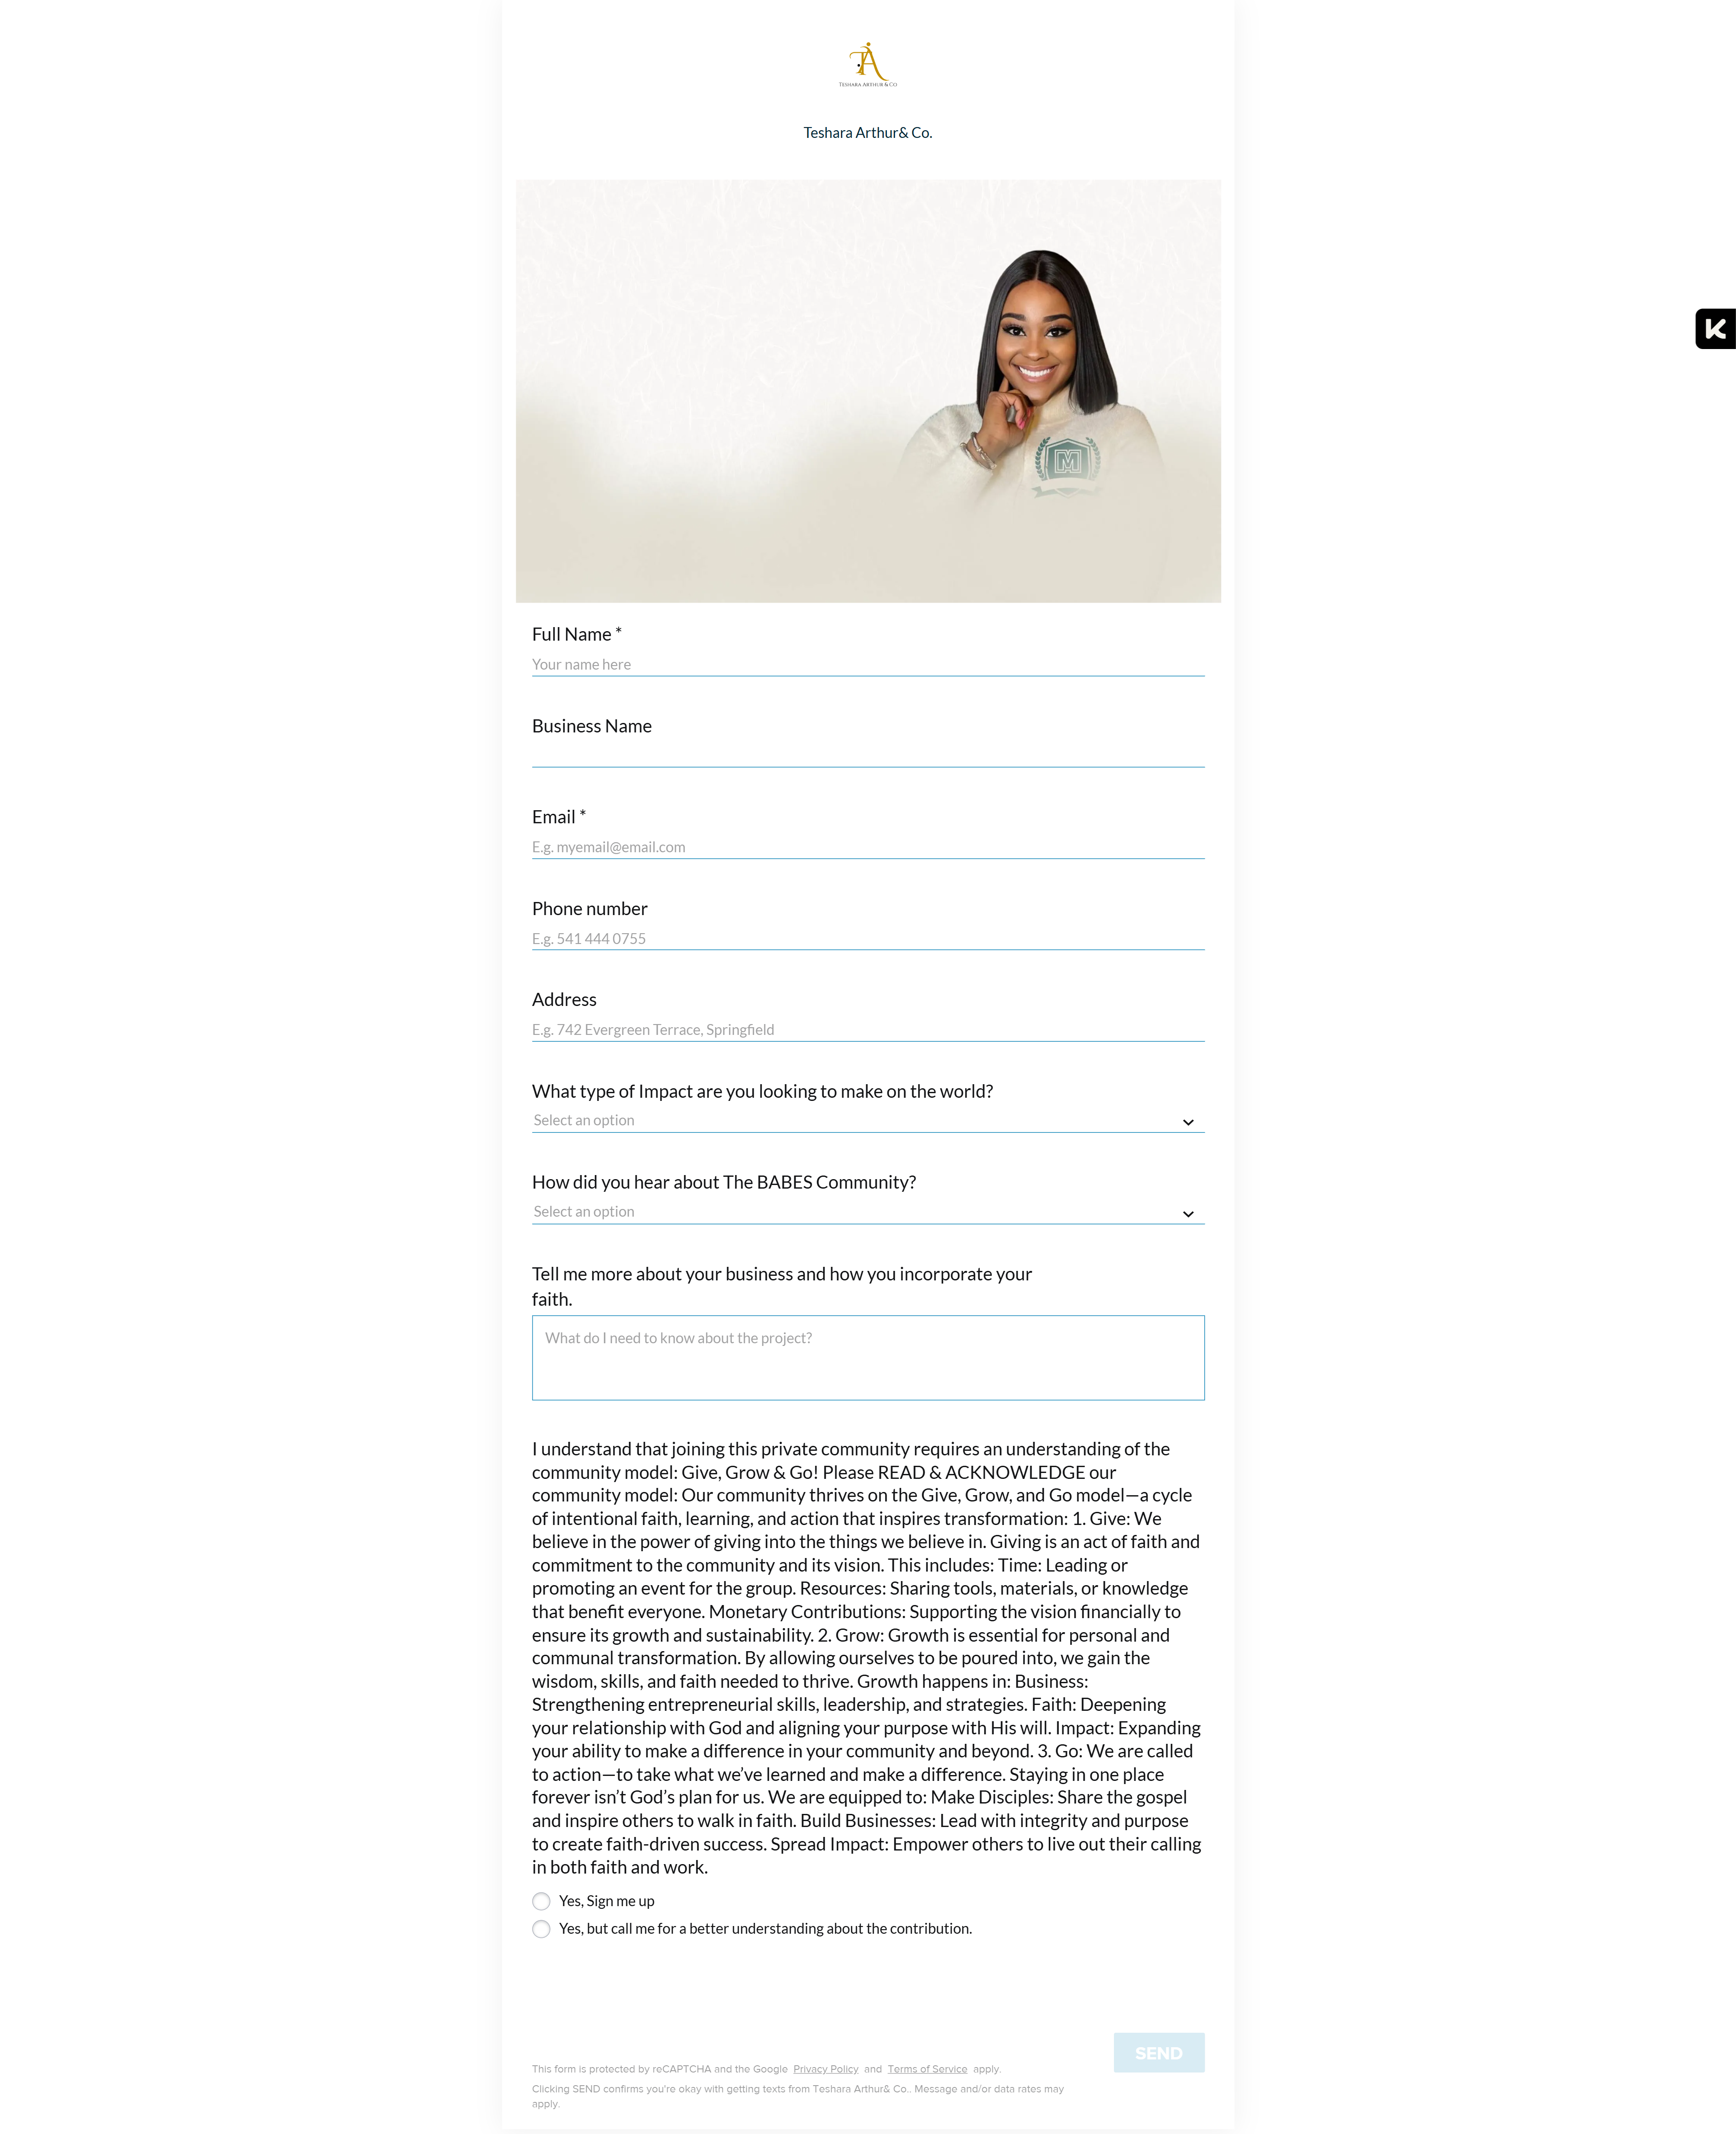 TA
TESHARA ARTHUR & CO
Teshara Arthur& Co.
M
K
Full Name *
Your name here
Business Name
Email *
E.g. myemail@email.com
Phone number
E.g. 541 444 0755
Address
E.g. 742 Evergreen Terrace, Springfield
What type of Impact are you looking to make on the world?
Select an option
How did you hear about The BABES Community?
Select an option
Tell me more about your business and how you incorporate your
faith.
What do I need to know about the project?
I understand that joining this private community requires an understanding of the
community model: Give, Grow & Go! Please READ & ACKNOWLEDGE our
community model: Our community thrives on the Give, Grow, and Go model—a cycle
of intentional faith, learning, and action that inspires transformation: 1. Give: We
believe in the power of giving into the things we believe in. Giving is an act of faith and
commitment to the community and its vision. This includes: Time: Leading or
promoting an event for the group. Resources: Sharing tools, materials, or knowledge
that benefit everyone. Monetary Contributions: Supporting the vision financially to
ensure its growth and sustainability. 2. Grow: Growth is essential for personal and
communal transformation. By allowing ourselves to be poured into, we gain the
wisdom, skills, and faith needed to thrive. Growth happens in: Business:
Strengthening entrepreneurial skills, leadership, and strategies. Faith: Deepening
your relationship with God and aligning your purpose with His will. Impact: Expanding
your ability to make a difference in your community and beyond. 3. Go: We are called
to action—to take what we’ve learned and make a difference. Staying in one place
forever isn’t God’s plan for us. We are equipped to: Make Disciples: Share the gospel
and inspire others to walk in faith. Build Businesses: Lead with integrity and purpose
to create faith-driven success. Spread Impact: Empower others to live out their calling
in both faith and work.
Yes, Sign me up
Yes, but call me for a better understanding about the contribution.
SEND
This form is protected by reCAPTCHA and the Google Privacy Policy and Terms of Service apply.
Clicking SEND confirms you're okay with getting texts from Teshara Arthur& Co.. Message and/or data rates may
apply.